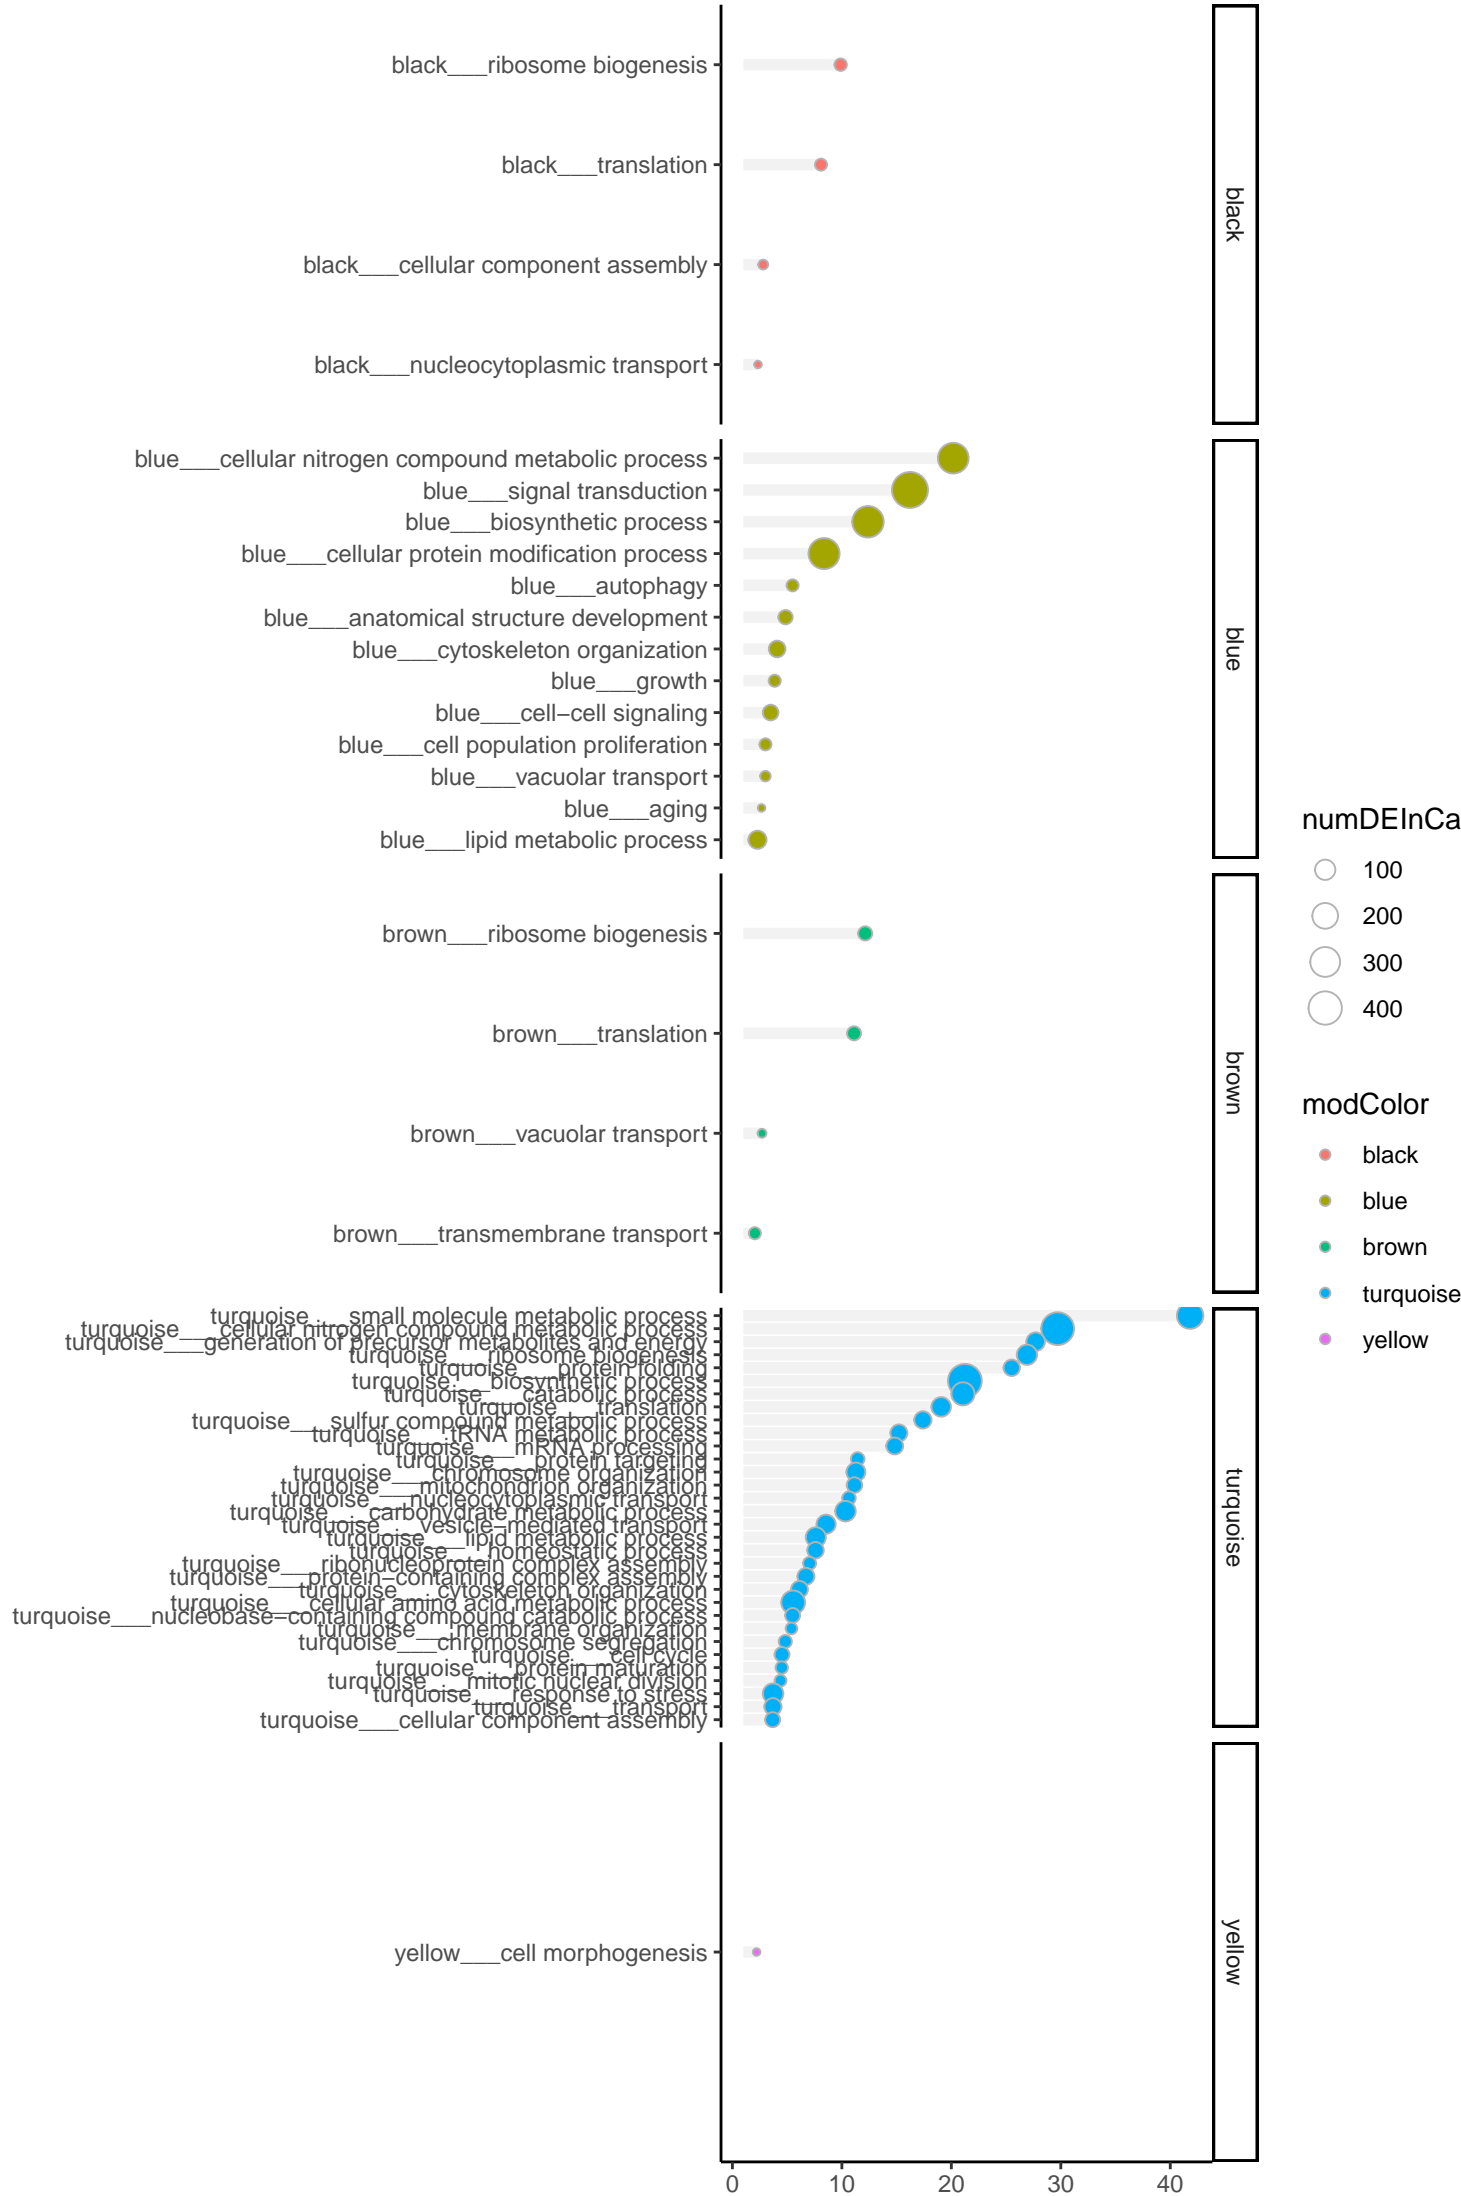 black___ribosome biogenesis
black___translation
black___cellular component assembly
black___nucleocytoplasmic transport
black
blue___cellular nitrogen compound metabolic process
blue___signal transduction
blue___biosynthetic process
blue___cellular protein modification process
blue___autophagy
blue___anatomical structure development
blue___cytoskeleton organization
blue___growth
blue___cell−cell signaling
blue___cell population proliferation
blue___vacuolar transport
blue___aging
blue___lipid metabolic process
blue
brown___ribosome biogenesis
brown___translation
brown___vacuolar transport
brown___transmembrane transport
brown
turquoise___small molecule metabolic process
turquoise___cellular nitrogen compound metabolic process
turquoise___generation of precursor metabolites and energy
turquoise___ribosome biogenesis
turquoise___protein folding
turquoise___biosynthetic process
turquoise___catabolic process
turquoise___translation
turquoise___sulfur compound metabolic process
turquoise___tRNA metabolic process
turquoise___mRNA processing
turquoise___protein targeting
turquoise___chromosome organization
turquoise___mitochondrion organization
turquoise___nucleocytoplasmic transport
turquoise___carbohydrate metabolic process
turquoise___vesicle−mediated transport
turquoise___lipid metabolic process
turquoise___homeostatic process
turquoise___ribonucleoprotein complex assembly
turquoise___protein−containing complex assembly
turquoise___cytoskeleton organization
turquoise___cellular amino acid metabolic process
turquoise___nucleobase−containing compound catabolic process
turquoise___membrane organization
turquoise___chromosome segregation
turquoise___cell cycle
turquoise___protein maturation
turquoise___mitotic nuclear division
turquoise___response to stress
turquoise___transport
turquoise___cellular component assembly
turquoise
yellow___cell morphogenesis
yellow
0 10 20 30 40
numDEInCa
100
200
300
400
modColor
black
blue
brown
turquoise
yellow